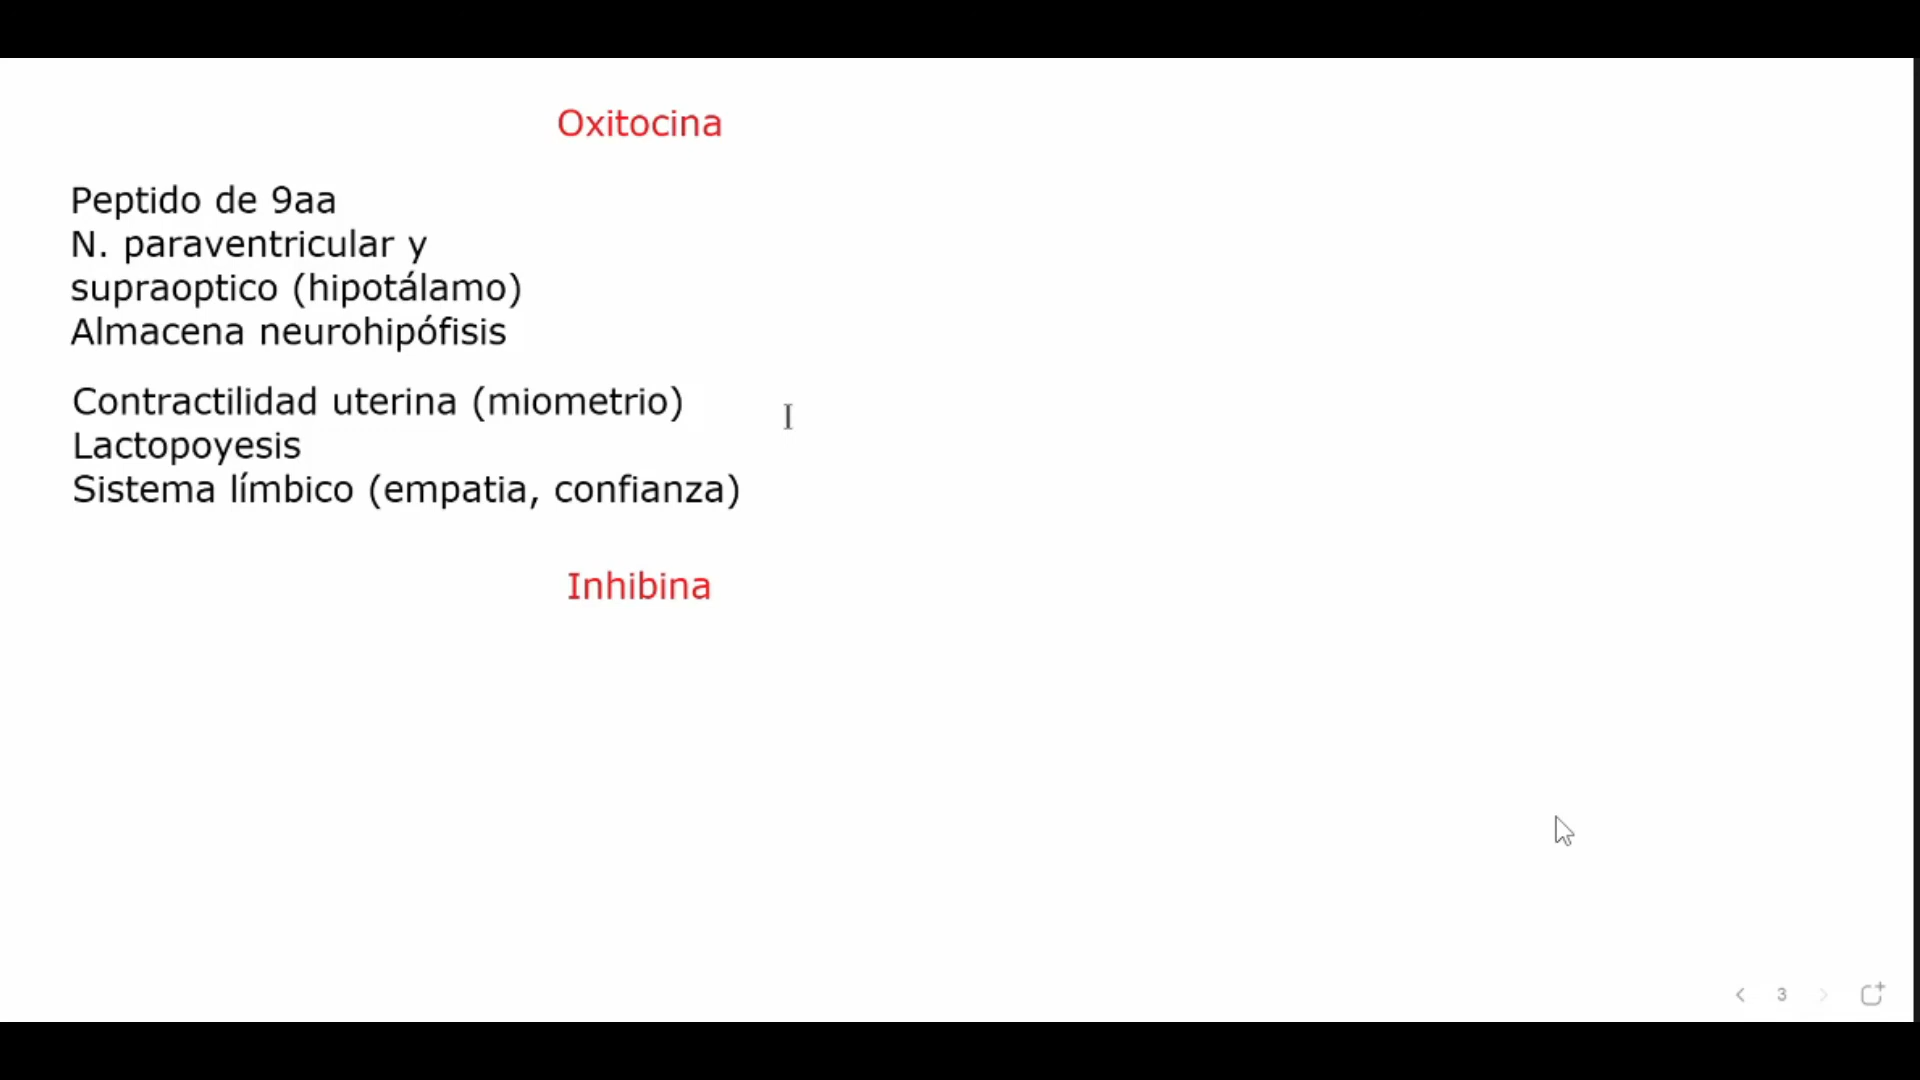 Oxitocina
Peptido de 9aa
N. paraventricular y
supraoptico (hipotálamo)
Almacena neurohipófisis
Contractilidad uterina (miometrio)
Lactopoyesis
Sistema límbico (empatia, confianza)
Inhibina
3